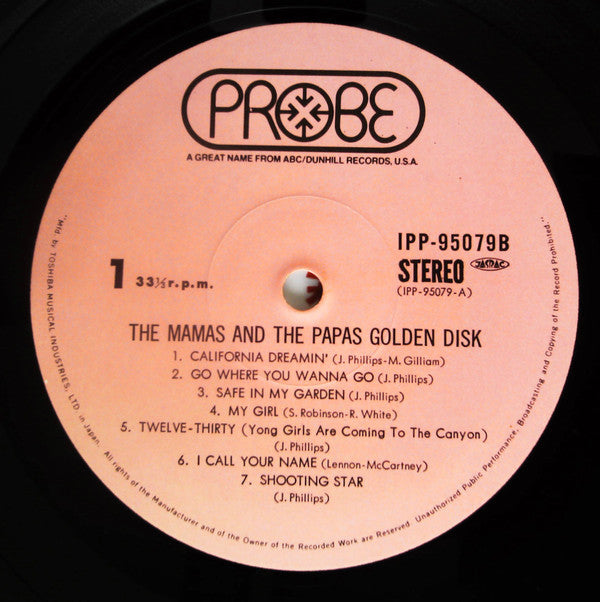 PROBE
A GREAT NAME FROM ABC/DUNHILL RECORDS, U.S.A.
IPP-95079B
STEREO JASRAC
(IPP-95079-A)
1 33⅓ r.p.m.
THE MAMAS AND THE PAPAS GOLDEN DISK
1. CALIFORNIA DREAMIN' (J. Phillips-M. Gilliam)
2. GO WHERE YOU WANNA GO (J. Phillips)
3. SAFE IN MY GARDEN (J. Phillips)
4. MY GIRL (S. Robinson-R. White)
5. TWELVE-THIRTY (Yong Girls Are Coming To The Canyon)
(J. Phillips)
6. I CALL YOUR NAME (Lennon-McCartney)
7. SHOOTING STAR
(J. Phillips)
"Mfd. by TOSHIBA MUSICAL INDUSTRIES, LTD. in Japan. All rights of the Manufacturer and of the Owner of the Recorded Work are Reserved Unauthorized Public Performance, Broadcasting and Copying of the Record Prohibited."